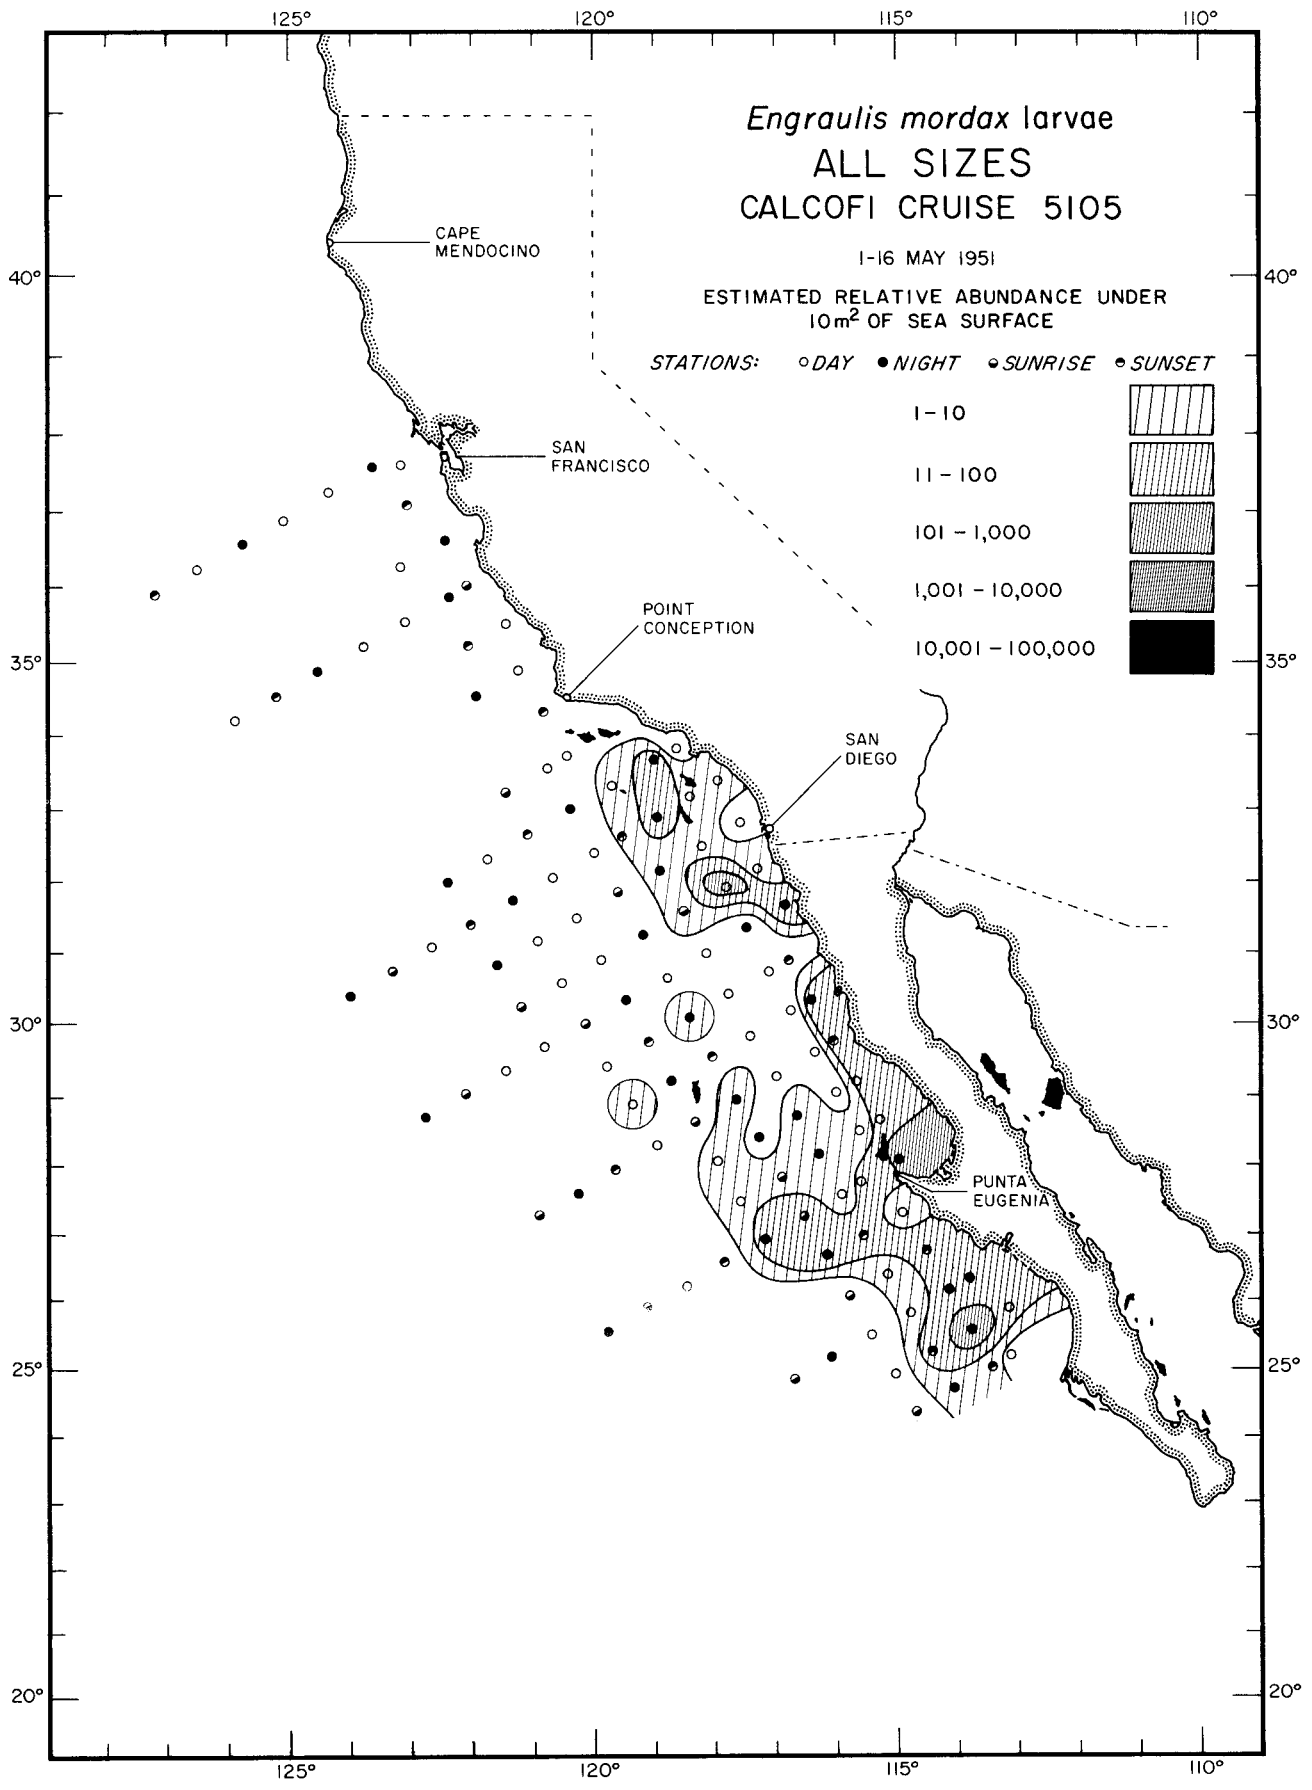 125° 120° 115° 110°
Engraulis mordax larvae
ALL SIZES
CALCOFI CRUISE 5105
1-16 MAY 1951
ESTIMATED RELATIVE ABUNDANCE UNDER
10m² OF SEA SURFACE
STATIONS: DAY NIGHT SUNRISE SUNSET
1-10
11-100
101-1,000
1,001-10,000
10,001-100,000
CAPE
MENDOCINO
40° 40°
SAN
FRANCISCO
POINT
CONCEPTION
35° 35°
SAN
DIEGO
30° 30°
PUNTA
EUGENIA
25° 25°
20° 20°
125° 120° 115° 110°